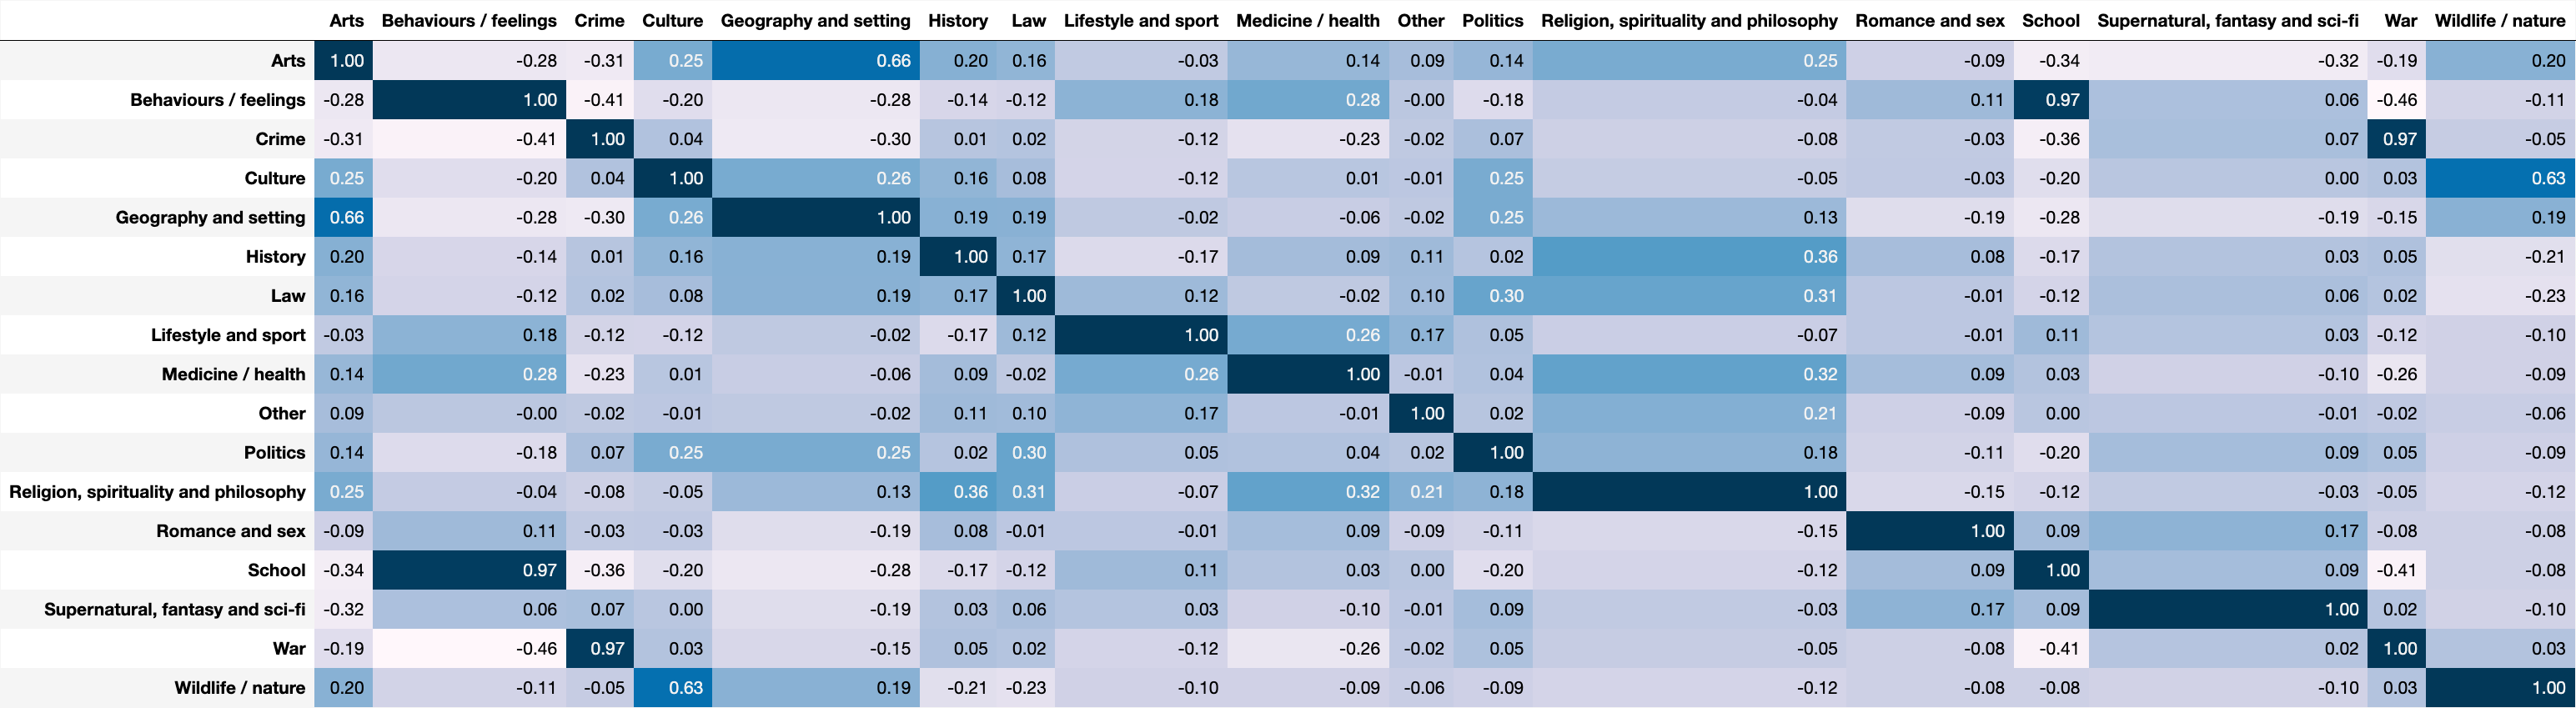 Arts Behaviours / feelings Crime Culture Geography and setting History Law Lifestyle and sport Medicine / health Other Politics Religion, spirituality and philosophy Romance and sex School Supernatural, fantasy and sci-fi War Wildlife / nature
Arts 1.00 -0.28 -0.31 0.25 0.66 0.20 0.16 -0.03 0.14 0.09 0.14 0.25 -0.09 -0.34 -0.32 -0.19 0.20
Behaviours / feelings -0.28 1.00 -0.41 -0.20 -0.28 -0.14 -0.12 0.18 0.28 -0.00 -0.18 -0.04 0.11 0.97 0.06 -0.46 -0.11
Crime -0.31 -0.41 1.00 0.04 -0.30 0.01 0.02 -0.12 -0.23 -0.02 0.07 -0.08 -0.03 -0.36 0.07 0.97 -0.05
Culture 0.25 -0.20 0.04 1.00 0.26 0.16 0.08 -0.12 0.01 -0.01 0.25 -0.05 -0.03 -0.20 0.00 0.03 0.63
Geography and setting 0.66 -0.28 -0.30 0.26 1.00 0.19 0.19 -0.02 -0.06 -0.02 0.25 0.13 -0.19 -0.28 -0.19 -0.15 0.19
History 0.20 -0.14 0.01 0.16 0.19 1.00 0.17 -0.17 0.09 0.11 0.02 0.36 0.08 -0.17 0.03 0.05 -0.21
Law 0.16 -0.12 0.02 0.08 0.19 0.17 1.00 0.12 -0.02 0.10 0.30 0.31 -0.01 -0.12 0.06 0.02 -0.23
Lifestyle and sport -0.03 0.18 -0.12 -0.12 -0.02 -0.17 0.12 1.00 0.26 0.17 0.05 -0.07 -0.01 0.11 0.03 -0.12 -0.10
Medicine / health 0.14 0.28 -0.23 0.01 -0.06 0.09 -0.02 0.26 1.00 -0.01 0.04 0.32 0.09 0.03 -0.10 -0.26 -0.09
Other 0.09 -0.00 -0.02 -0.01 -0.02 0.11 0.10 0.17 -0.01 1.00 0.02 0.21 -0.09 0.00 -0.01 -0.02 -0.06
Politics 0.14 -0.18 0.07 0.25 0.25 0.02 0.30 0.05 0.04 0.02 1.00 0.18 -0.11 -0.20 0.09 0.05 -0.09
Religion, spirituality and philosophy 0.25 -0.04 -0.08 -0.05 0.13 0.36 0.31 -0.07 0.32 0.21 0.18 1.00 -0.15 -0.12 -0.03 -0.05 -0.12
Romance and sex -0.09 0.11 -0.03 -0.03 -0.19 0.08 -0.01 -0.01 0.09 -0.09 -0.11 -0.15 1.00 0.09 0.17 -0.08 -0.08
School -0.34 0.97 -0.36 -0.20 -0.28 -0.17 -0.12 0.11 0.03 0.00 -0.20 -0.12 0.09 1.00 0.09 -0.41 -0.08
Supernatural, fantasy and sci-fi -0.32 0.06 0.07 0.00 -0.19 0.03 0.06 0.03 -0.10 -0.01 0.09 -0.03 0.17 0.09 1.00 0.02 -0.10
War -0.19 -0.46 0.97 0.03 -0.15 0.05 0.02 -0.12 -0.26 -0.02 0.05 -0.05 -0.08 -0.41 0.02 1.00 0.03
Wildlife / nature 0.20 -0.11 -0.05 0.63 0.19 -0.21 -0.23 -0.10 -0.09 -0.06 -0.09 -0.12 -0.08 -0.08 -0.10 0.03 1.00